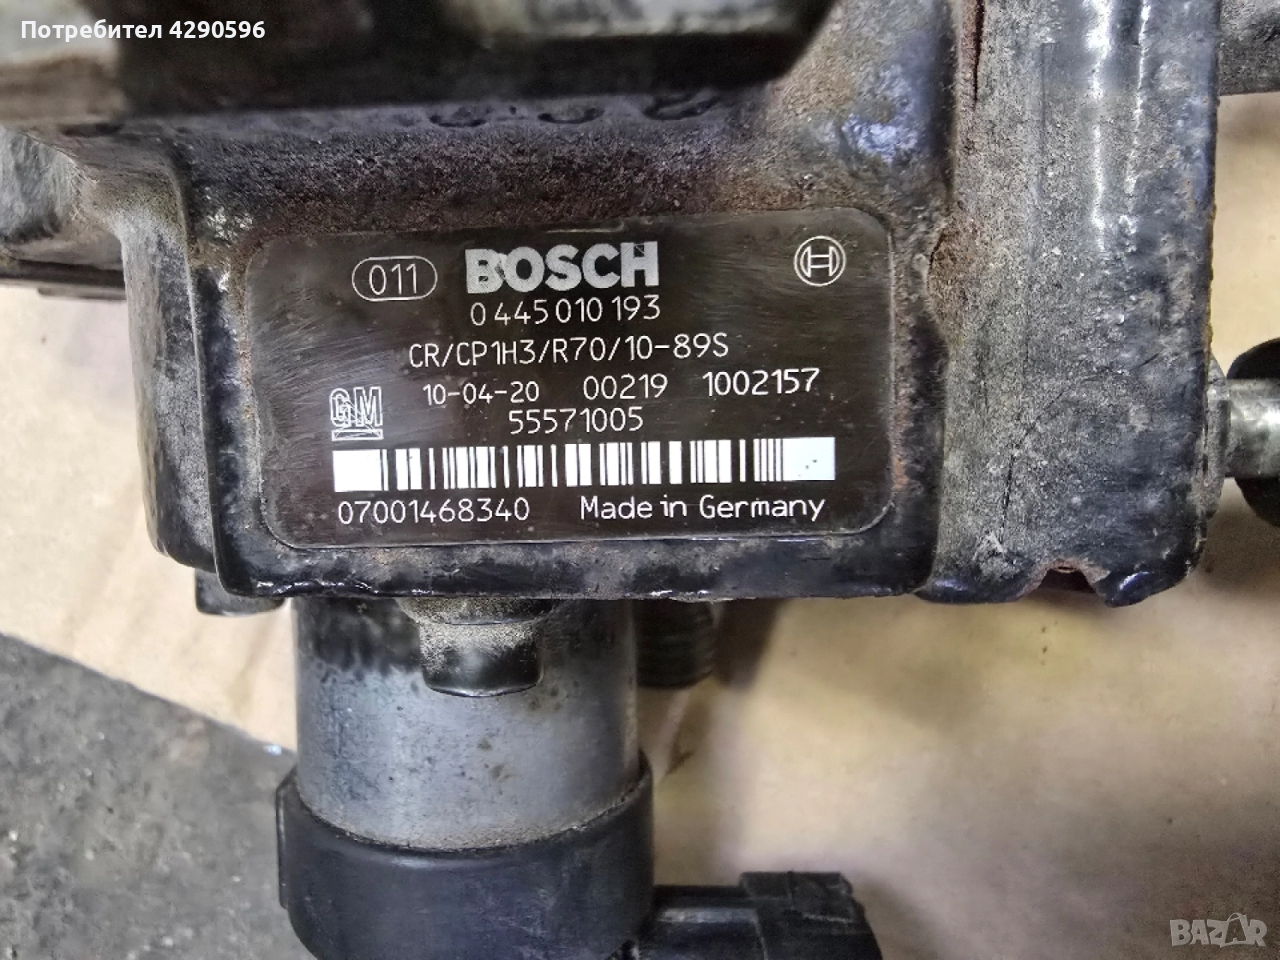 Потребител 4290596
011 BOSCH
0 445 010 193
CR/CP1H3/R70/10-89S
GM 10-04-20 00219 1002157
55571005
07001468340 Made in Germany
BAZAR